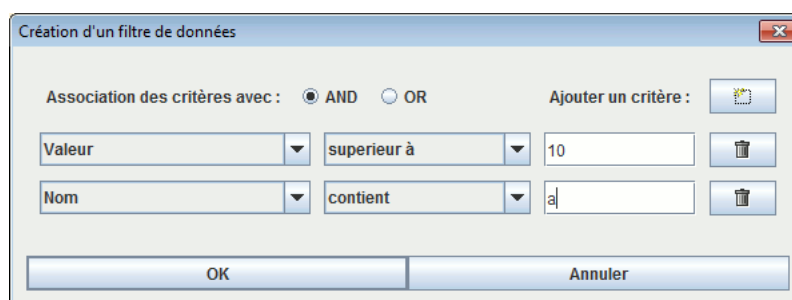 Création d'un filtre de données
Association des critères avec : AND OR Ajouter un critère :
Valeur superieur à 10
Nom contient a
OK Annuler